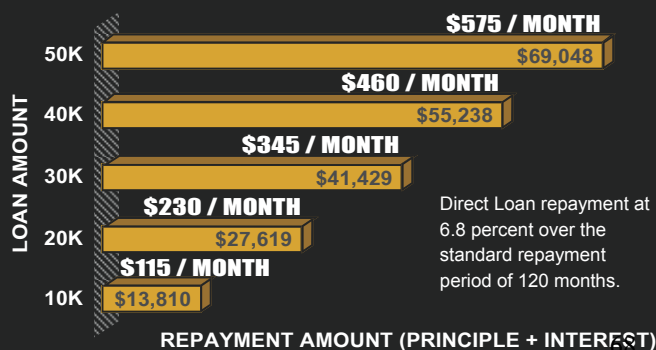 $575 / MONTH
50K
$69,048
$460 / MONTH
40K
$55,238
$345 / MONTH
30K
$41,429
$230 / MONTH
20K
$27,619
$115 / MONTH
10K
$13,810
LOAN AMOUNT
Direct Loan repayment at
6.8 percent over the
standard repayment
period of 120 months.
REPAYMENT AMOUNT (PRINCIPLE + INTEREST)